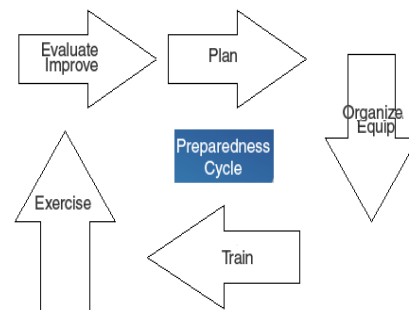 Evaluate
Improve
Plan
Organize
Equip
Preparedness
Cycle
Exercise
Train